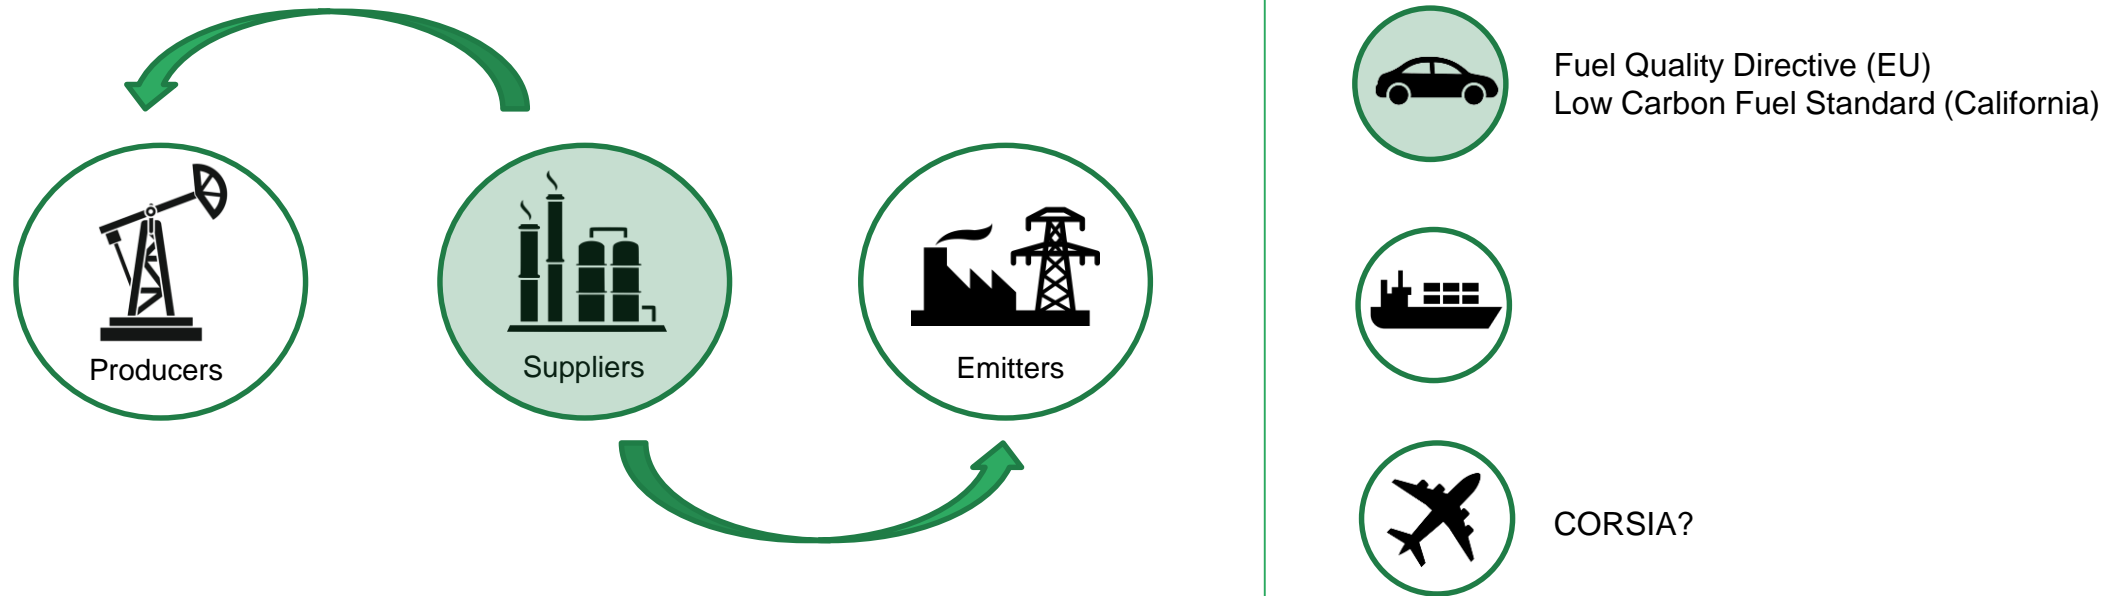 Producers
Suppliers
Emitters
Fuel Quality Directive (EU)
Low Carbon Fuel Standard (California)
CORSIA?